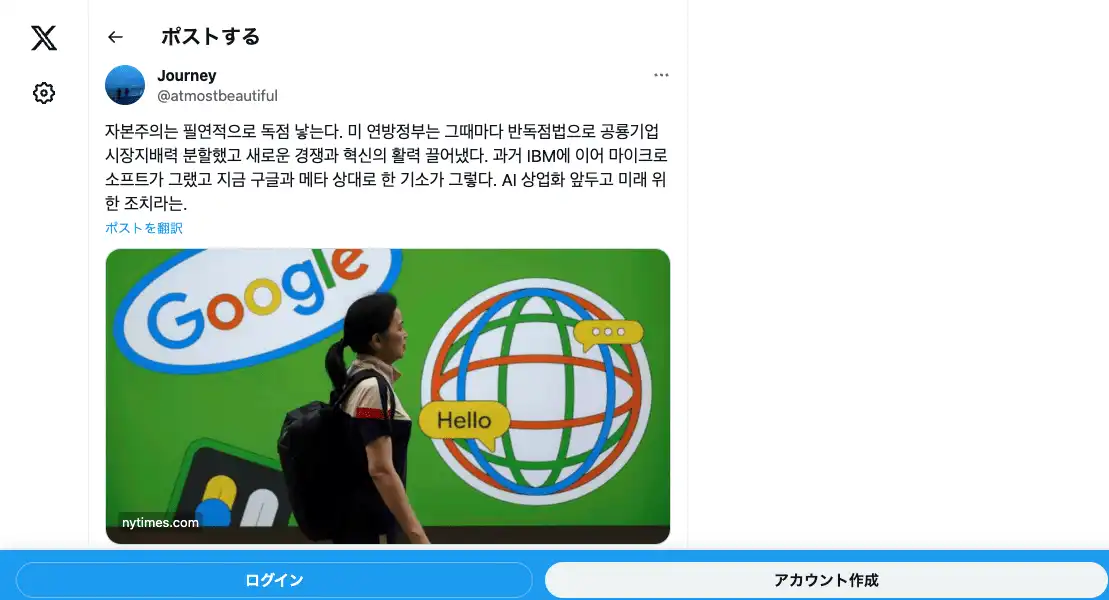 ポストする
Journey
@atmostbeautiful
자본주의는 필연적으로 독점 낳는다. 미 연방정부는 그때마다 반독점법으로 공룡기업
시장지배력 분할했고 새로운 경쟁과 혁신의 활력 끌어냈다. 과거 IBM에 이어 마이크로
소프트가 그랬고 지금 구글과 메타 상대로 한 기소가 그렇다. AI 상업화 앞두고 미래 위
한 조치라는.
ポストを翻訳
Google
Hello
nytimes.com
ログイン
アカウント作成